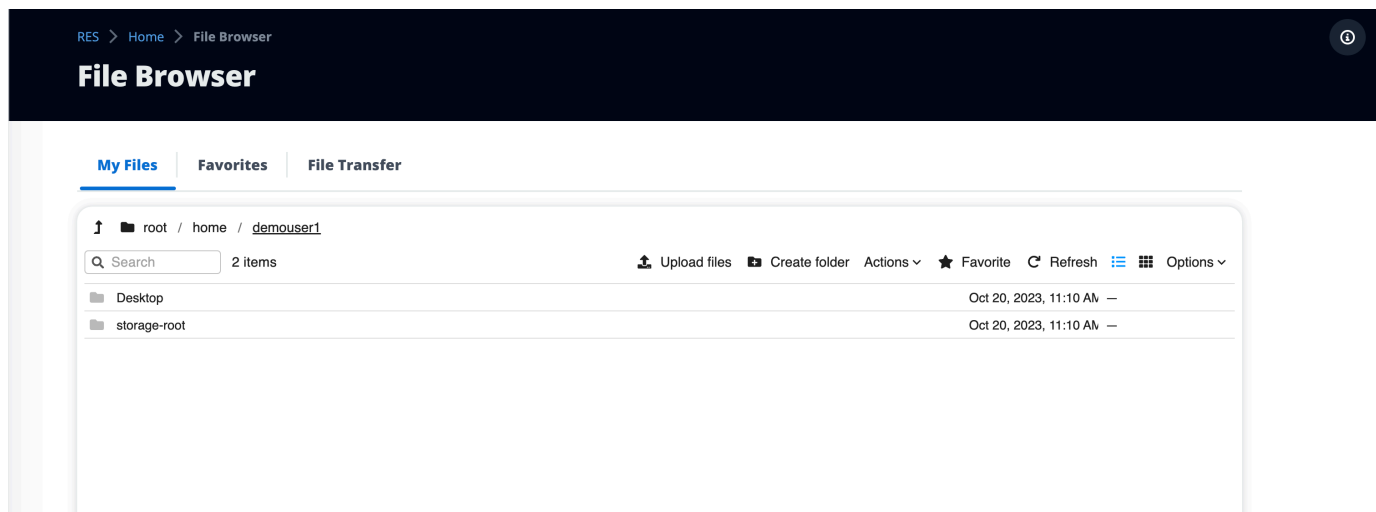 RES > Home > File Browser
File Browser
My Files Favorites File Transfer
root / home / demouser1
Search 2 items Upload files Create folder Actions Favorite Refresh Options
Desktop Oct 20, 2023, 11:10 AM —
storage-root Oct 20, 2023, 11:10 AM —